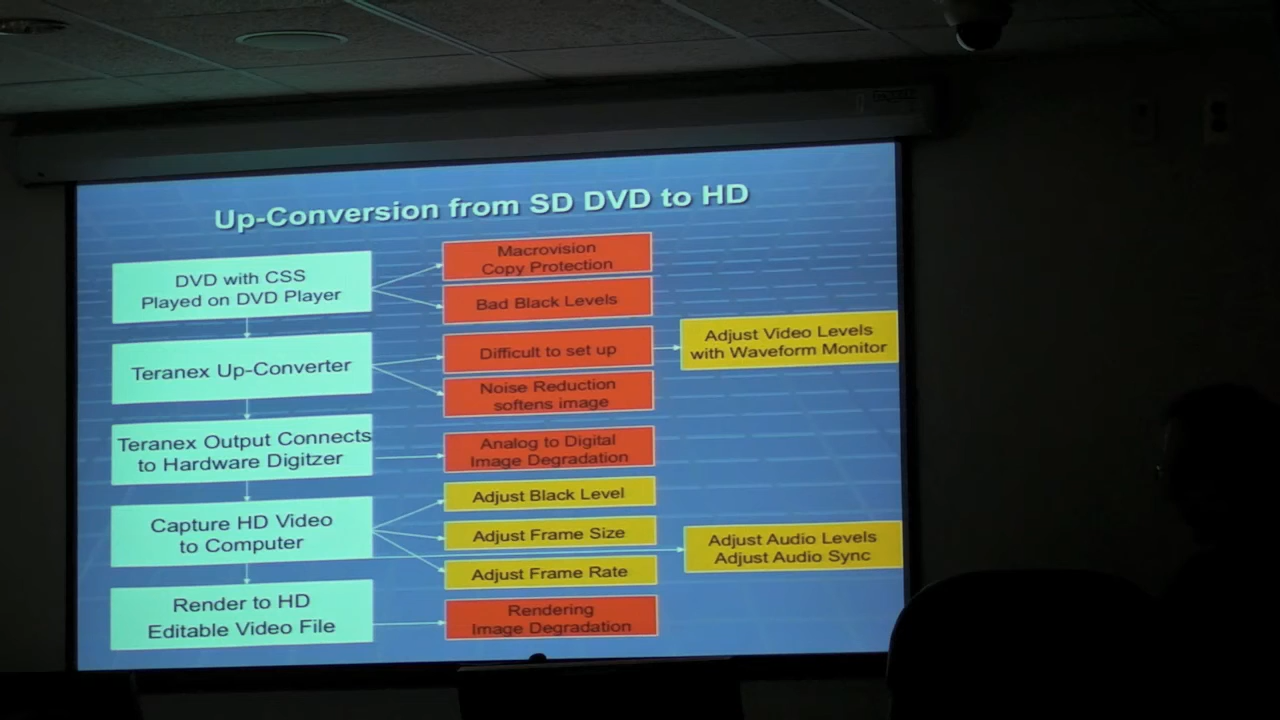 Up-Conversion from SD DVD to HD
DVD with CSS
Played on DVD Player
Macrovision
Copy Protection
Bad Black Levels
Teranex Up-Converter
Difficult to set up
Adjust Video Levels
with Waveform Monitor
Noise Reduction
softens image
Teranex Output Connects
to Hardware Digitzer
Analog to Digital
Image Degradation
Capture HD Video
to Computer
Adjust Black Level
Adjust Frame Size
Adjust Frame Rate
Adjust Audio Levels
Adjust Audio Sync
Render to HD
Editable Video File
Rendering
Image Degradation